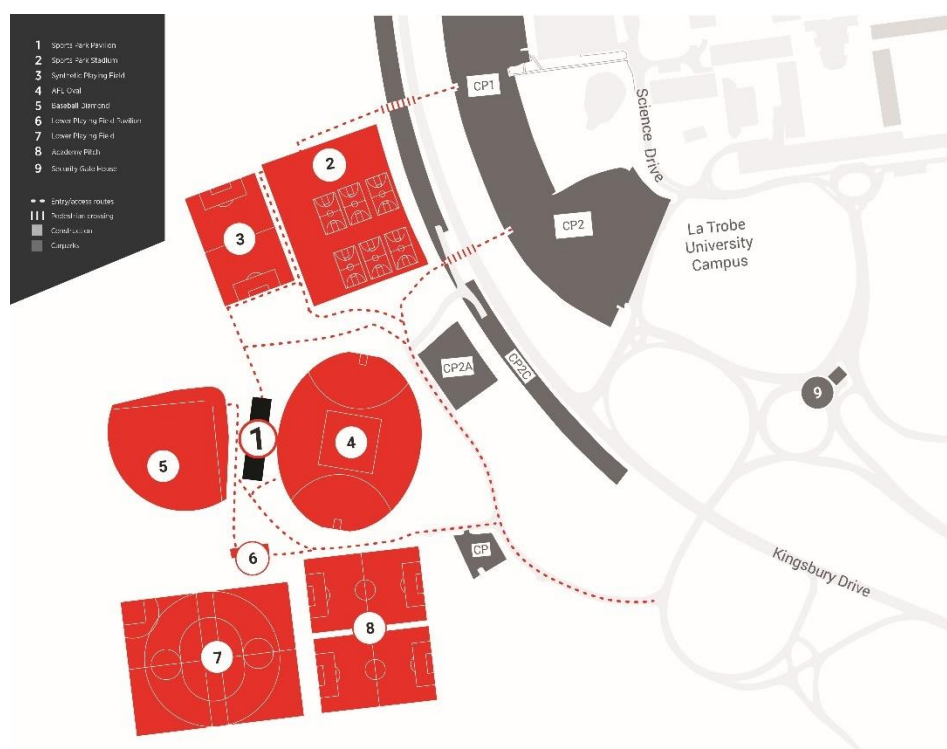 1 Sports Park Pavilion
2 Sports Park Stadium
3 Synthetic Playing Field
4 AFL Oval
5 Baseball Diamond
6 Lower Playing Field Pavilion
7 Lower Playing Field
8 Academy Pitch
9 Security Gate House
Entry/access routes
Pedestrian crossing
Construction
Carparks
CP1
Science Drive
2
3
CP2
La Trobe
University
Campus
CP2A
CP2C
9
1
4
5
6
CP
Kingsbury Drive
8
7